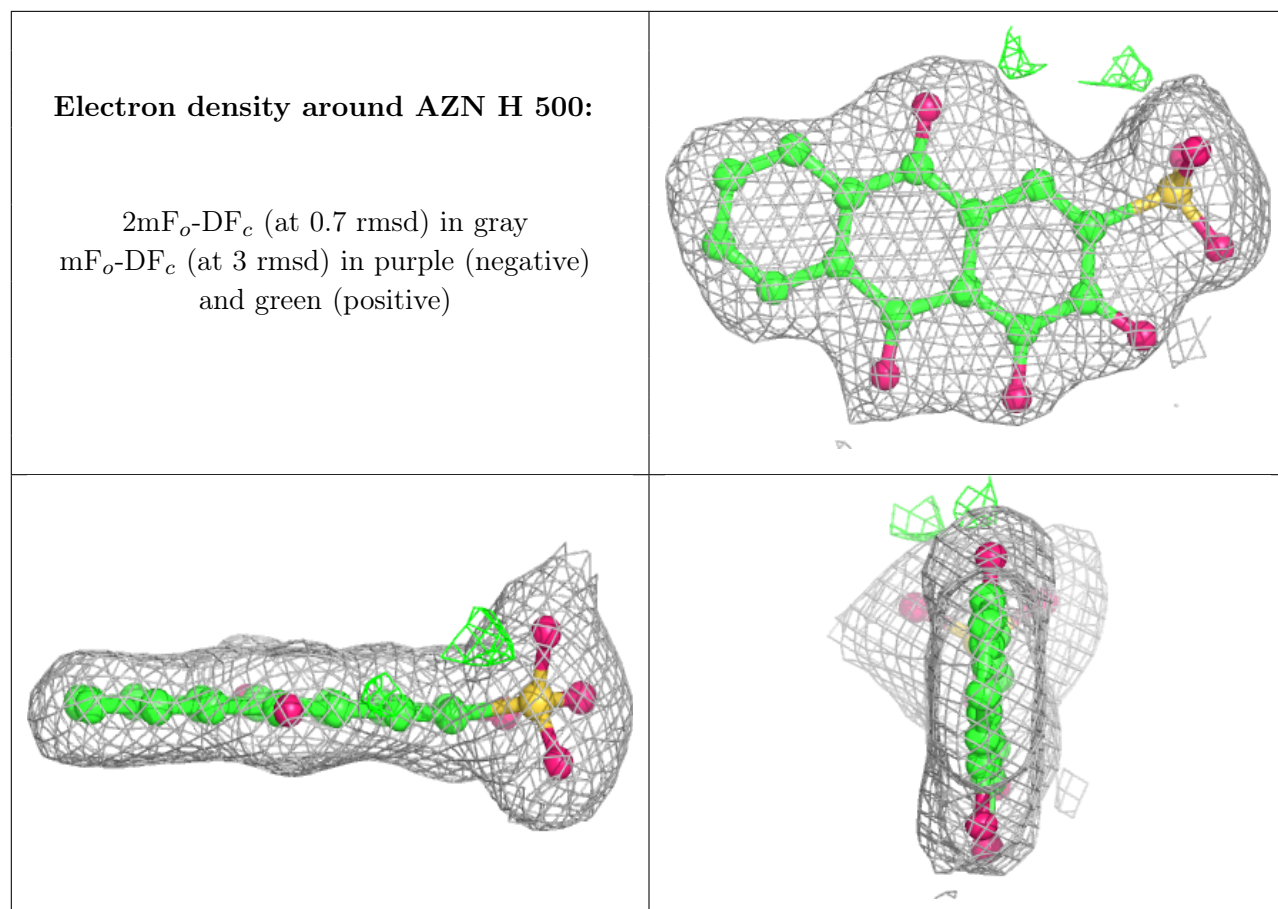 Electron density around AZN H 500:
2mFo-DFc (at 0.7 rmsd) in gray
mFo-DFc (at 3 rmsd) in purple (negative)
and green (positive)